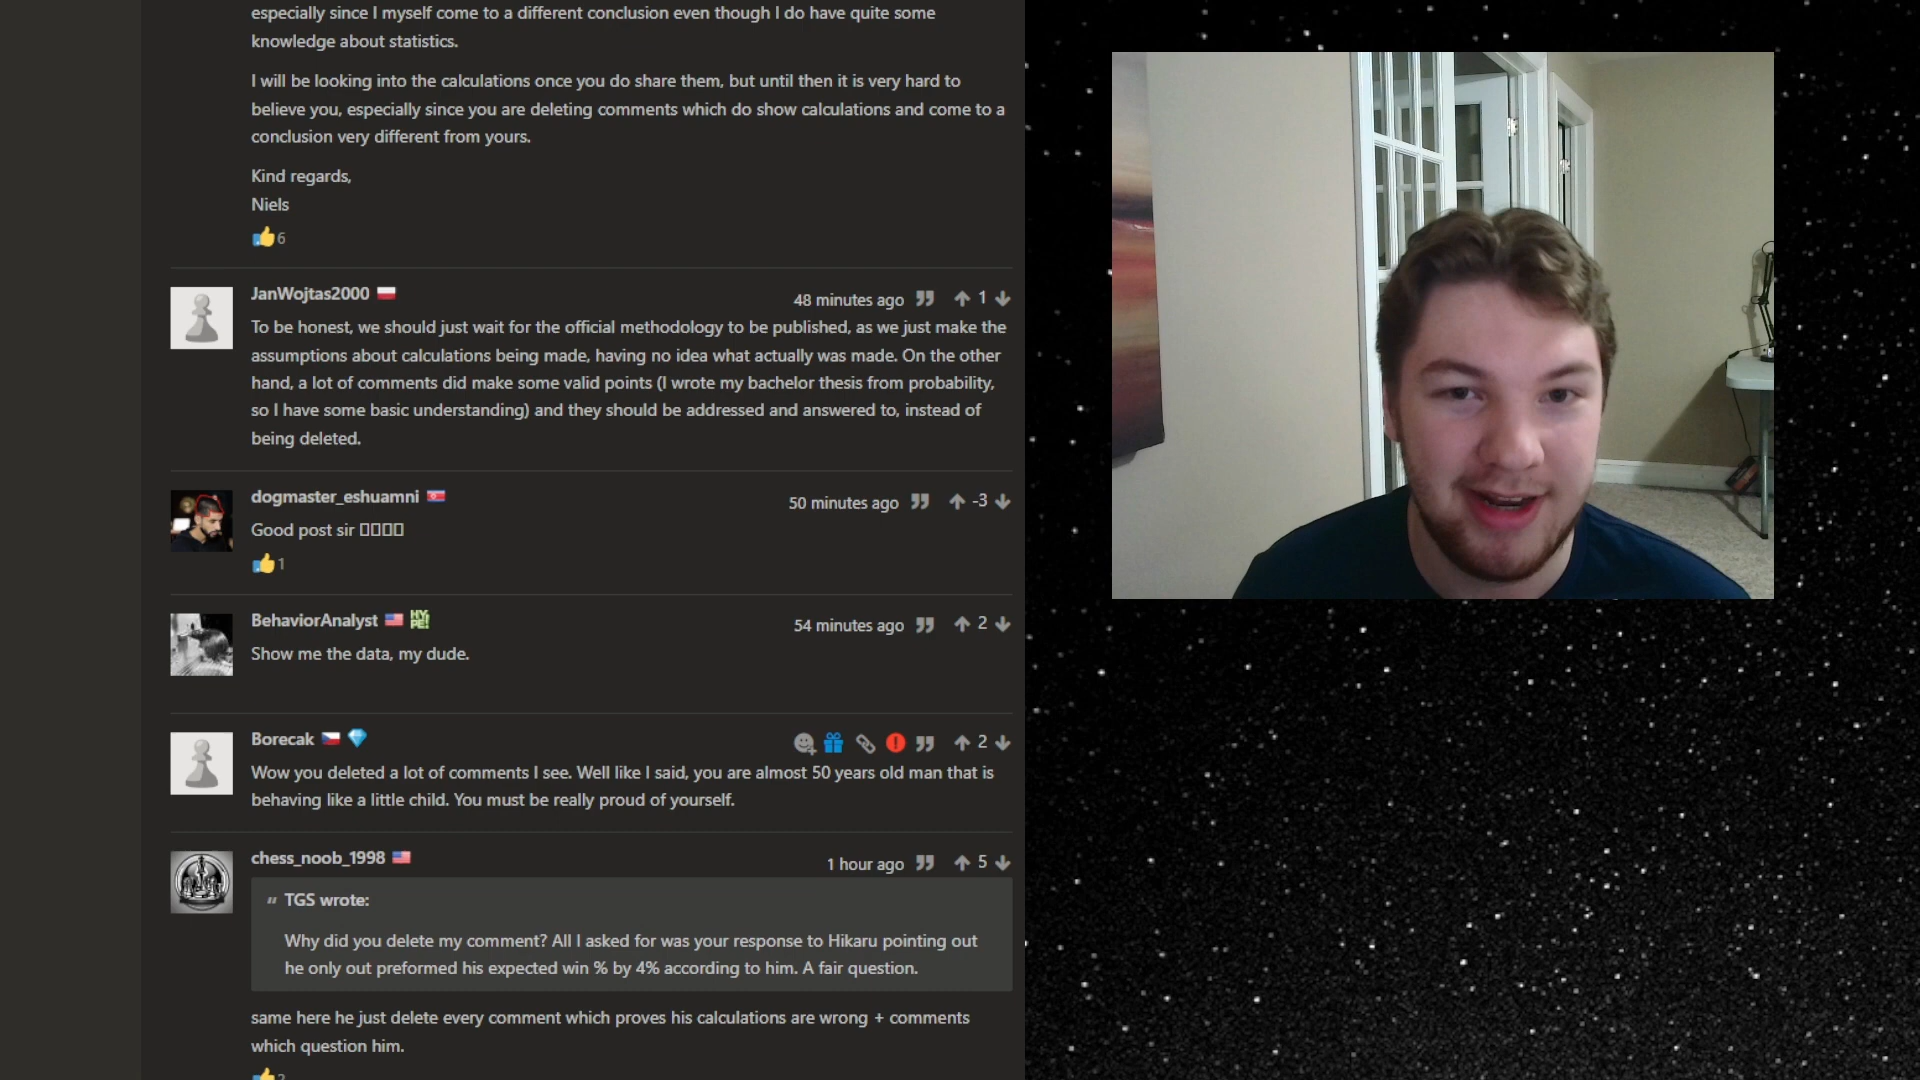 especially since I myself come to a different conclusion even though I do have quite some
knowledge about statistics.
I will be looking into the calculations once you do share them, but until then it is very hard to
believe you, especially since you are deleting comments which do show calculations and come to a
conclusion very different from yours.
Kind regards,
Niels
6
JanWojtas2000
48 minutes ago
1
To be honest, we should just wait for the official methodology to be published, as we just make the
assumptions about calculations being made, having no idea what actually was made. On the other
hand, a lot of comments did make some valid points (I wrote my bachelor thesis from probability,
so I have some basic understanding) and they should be addressed and answered to, instead of
being deleted.
dogmaster_eshuamni
50 minutes ago
-3
Good post sir
1
BehaviorAnalyst HYPE!
54 minutes ago
2
Show me the data, my dude.
Borecak
2
Wow you deleted a lot of comments I see. Well like I said, you are almost 50 years old man that is
behaving like a little child. You must be really proud of yourself.
chess_noob_1998
1 hour ago
5
TGS wrote:
Why did you delete my comment? All I asked for was your response to Hikaru pointing out
he only out preformed his expected win % by 4% according to him. A fair question.
same here he just delete every comment which proves his calculations are wrong + comments
which question him.